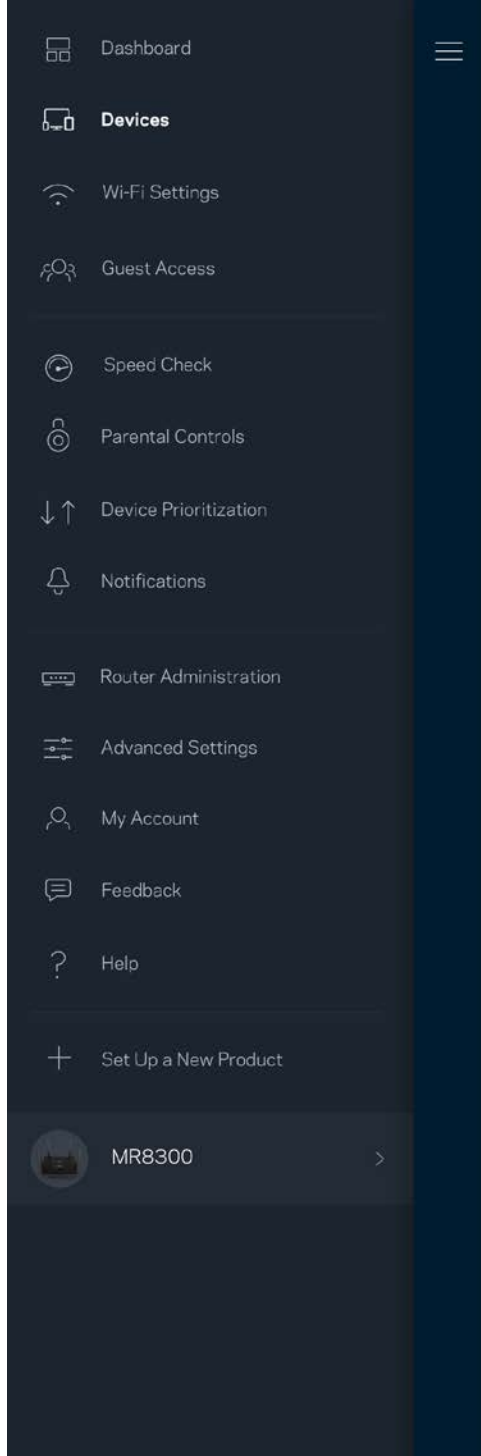 Dashboard
Devices
Wi-Fi Settings
Guest Access
Speed Check
Parental Controls
Device Prioritization
Notifications
Router Administration
Advanced Settings
My Account
Feedback
Help
Set Up a New Product
MR8300